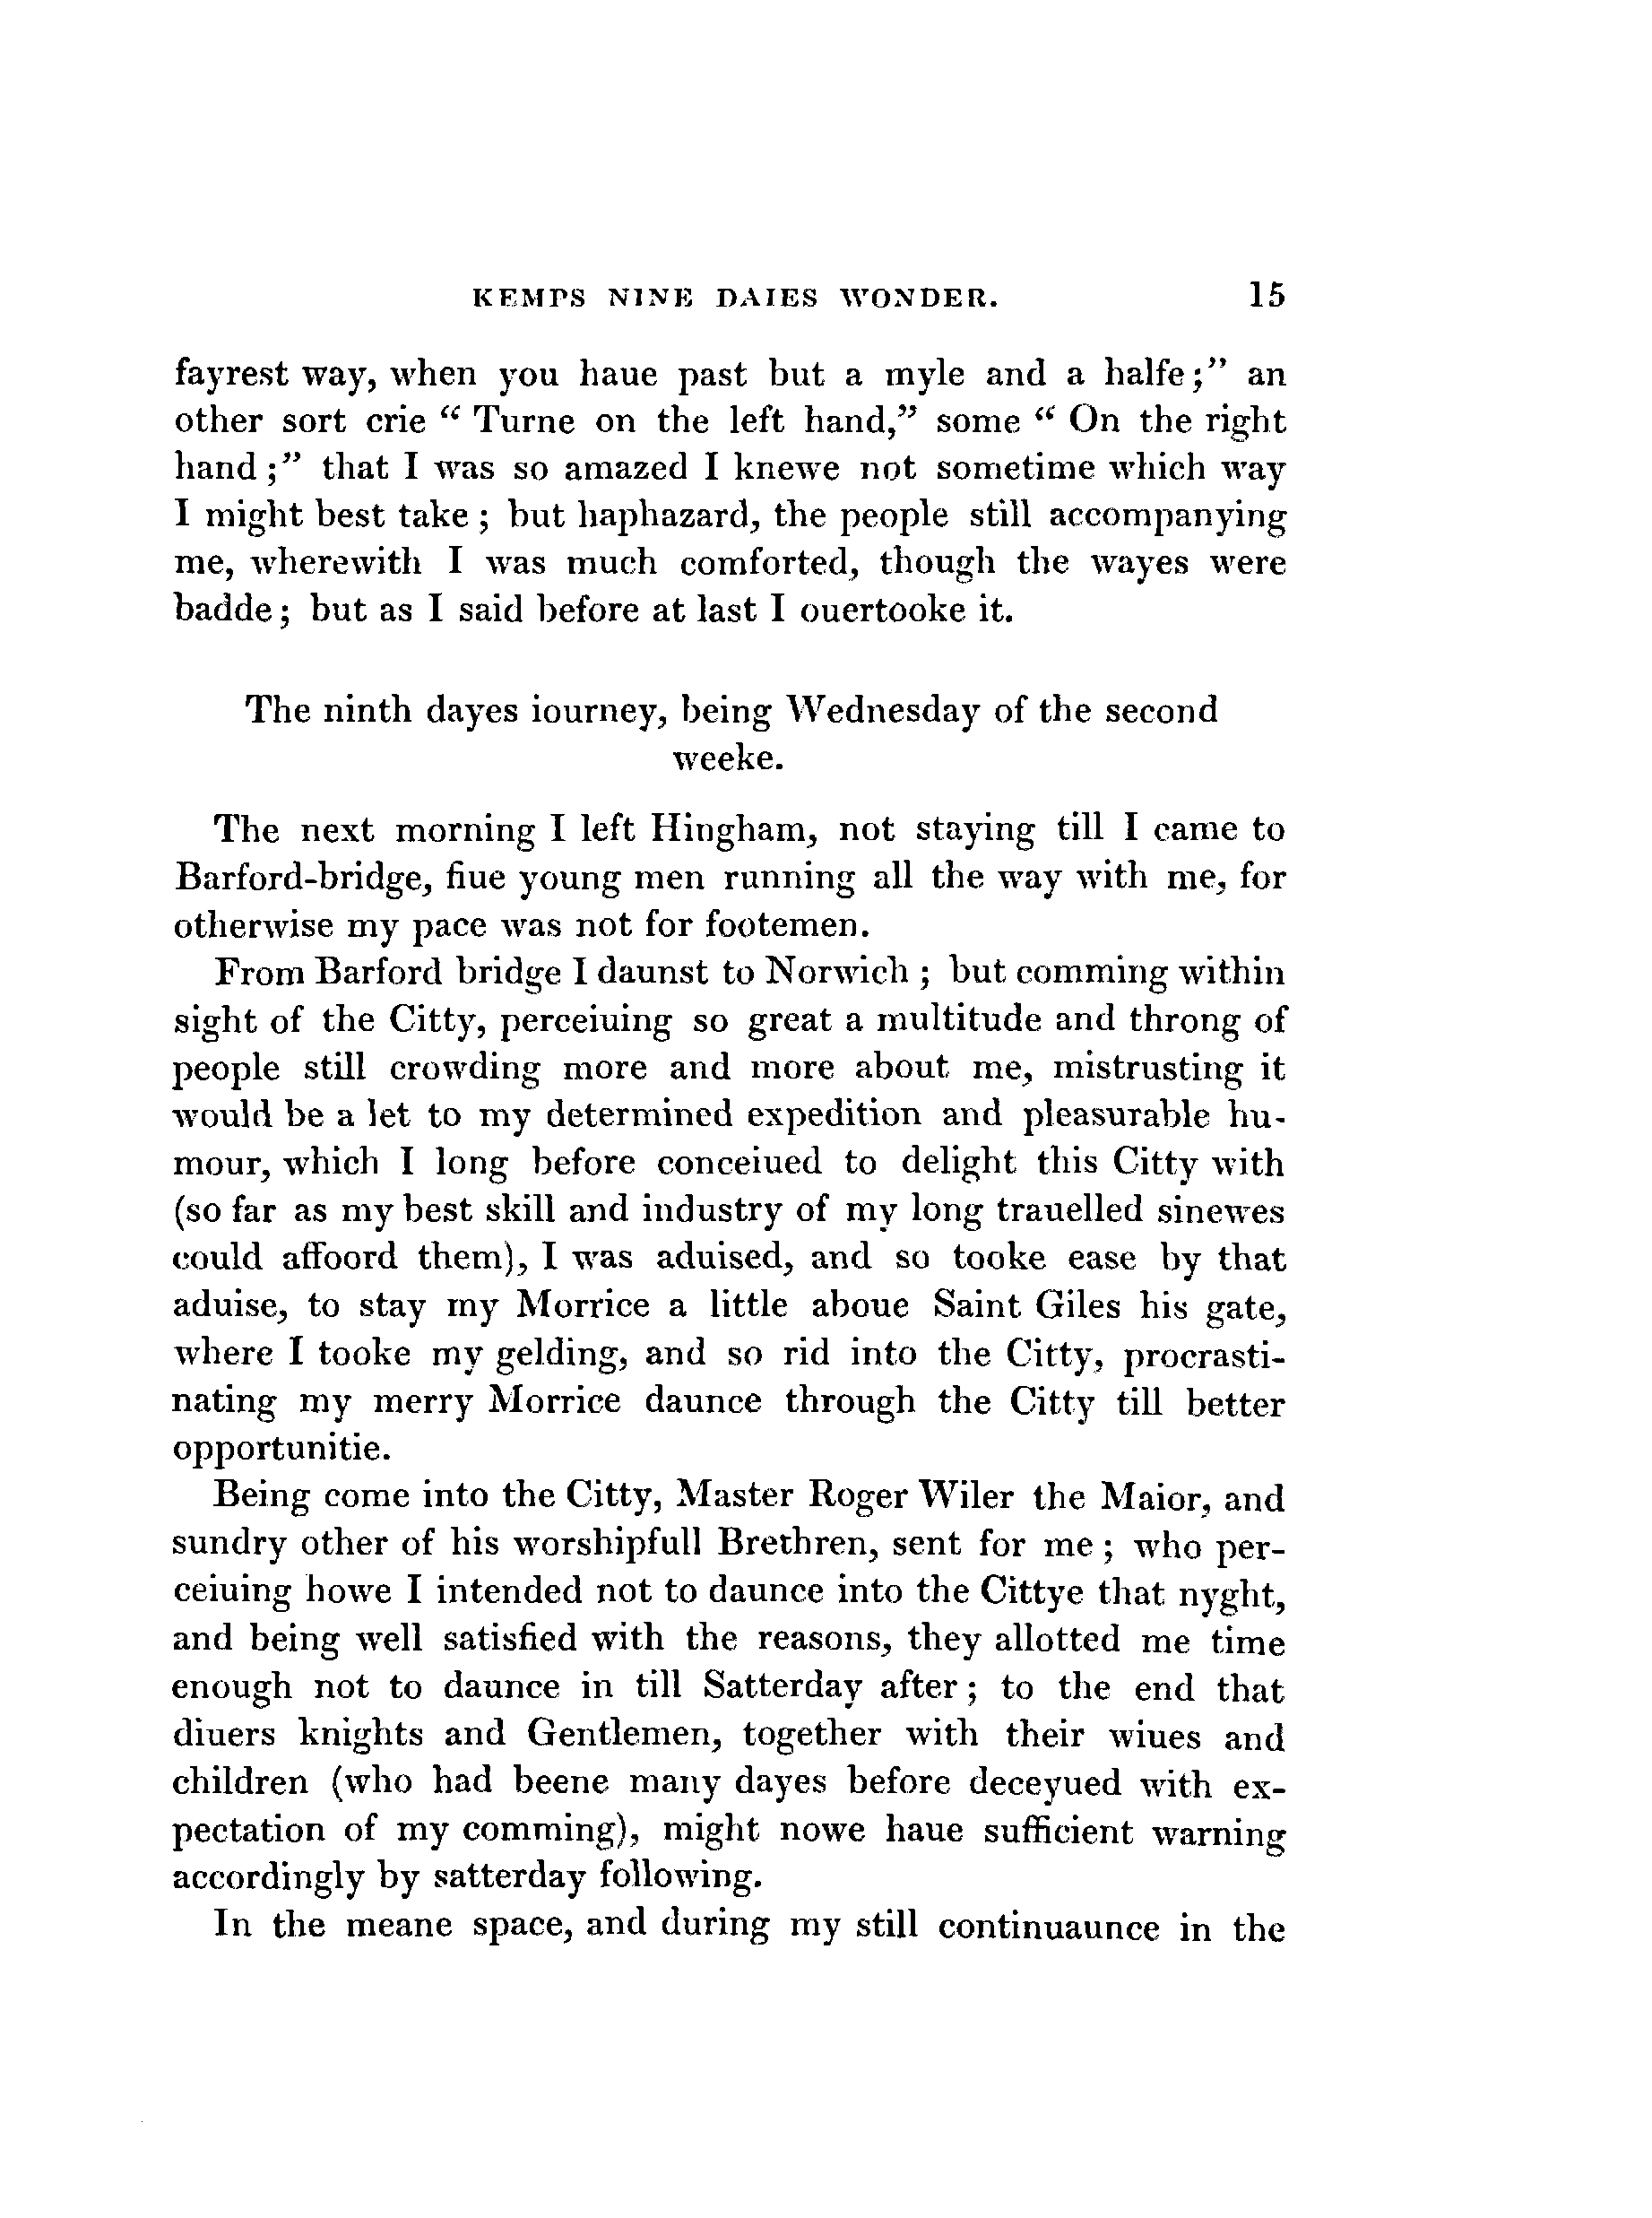 KEMPS NINE DAIES WONDER. 15
fayrest way, when you haue past but a myle and a halfe;" an
other sort crie "Turne on the left hand," some "On the right
hand;" that I was so amazed I knewe not sometime which way
I might best take; but haphazard, the people still accompanying
me, wherewith I was much comforted, though the wayes were
badde; but as I said before at last I ouertooke it.
The ninth dayes iourney, being Wednesday of the second
weeke.
The next morning I left Hingham, not staying till I came to
Barford-bridge, fiue young men running all the way with me, for
otherwise my pace was not for footemen.
From Barford bridge I daunst to Norwich; but comming within
sight of the Citty, perceiuing so great a multitude and throng of
people still crowding more and more about me, mistrusting it
would be a let to my determined expedition and pleasurable hu-
mour, which I long before conceiued to delight this Citty with
(so far as my best skill and industry of my long trauelled sinewes
could affoord them), I was aduised, and so tooke ease by that
aduise, to stay my Morrice a little aboue Saint Giles his gate,
where I tooke my gelding, and so rid into the Citty, procrasti-
nating my merry Morrice daunce through the Citty till better
opportunitie.
Being come into the Citty, Master Roger Wiler the Maior, and
sundry other of his worshipfull Brethren, sent for me; who per-
ceiuing howe I intended not to daunce into the Cittye that nyght,
and being well satisfied with the reasons, they allotted me time
enough not to daunce in till Satterday after; to the end that
diuers knights and Gentlemen, together with their wiues and
children (who had beene many dayes before deceyued with ex-
pectation of my comming), might nowe haue sufficient warning
accordingly by satterday following.
In the meane space, and during my still continuaunce in the